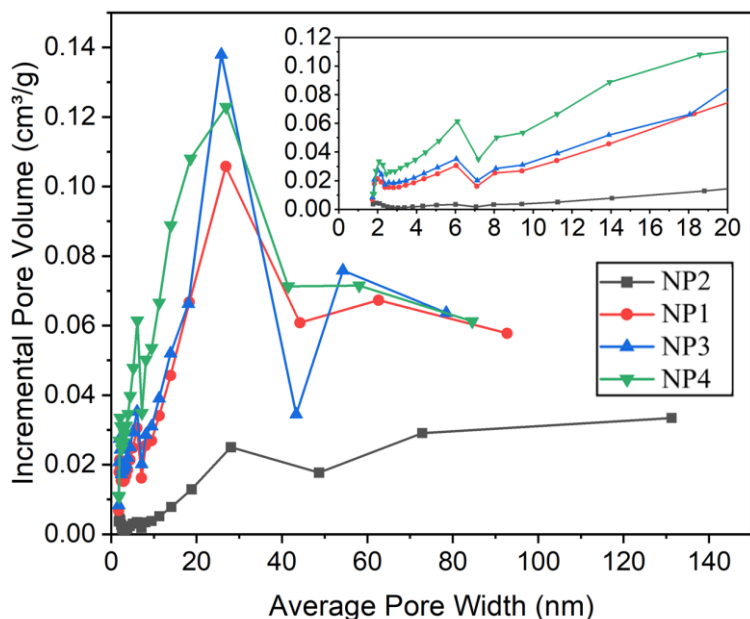 Incremental Pore Volume (cm³/g)
0.14
0.12
0.10
0.08
0.06
0.04
0.02
0.00
0 20 40 60 80 100 120 140
Average Pore Width (nm)
0.12
0.10
0.08
0.06
0.04
0.02
0.00
0 2 4 6 8 10 12 14 16 18 20
NP2
NP1
NP3
NP4